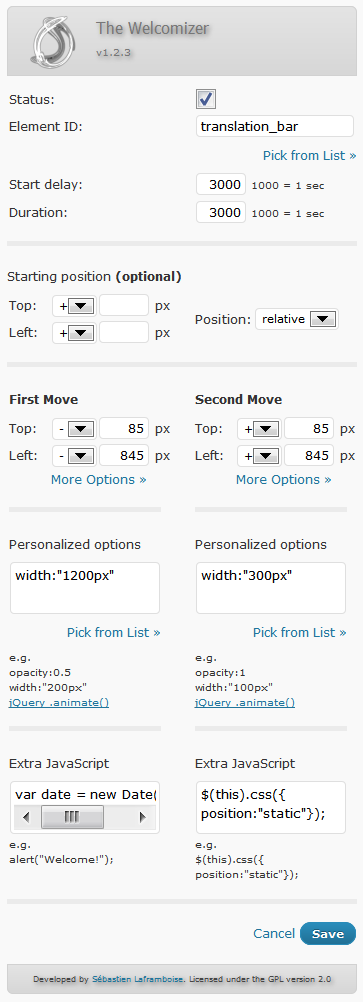 The Welcomizer
v1.2.3
Status:
Element ID: translation_bar
Pick from List »
Start delay: 3000 1000 = 1 sec
Duration: 3000 1000 = 1 sec
Starting position (optional)
Top: + px
Left: + px
Position: relative
First Move Second Move
Top: - 85 px Top: + 85 px
Left: - 845 px Left: + 845 px
More Options » More Options »
Personalized options Personalized options
width:"1200px" width:"300px"
Pick from List » Pick from List »
e.g. e.g.
opacity:0.5 opacity:1
width:"200px" width:"100px"
jQuery .animate() jQuery .animate()
Extra JavaScript Extra JavaScript
var date = new Date( $(this).css({
position:"static"});
e.g. e.g.
alert("Welcome!"); $(this).css({
position:"static"});
Cancel Save
Developed by Sébastien Laframboise. Licensed under the GPL version 2.0